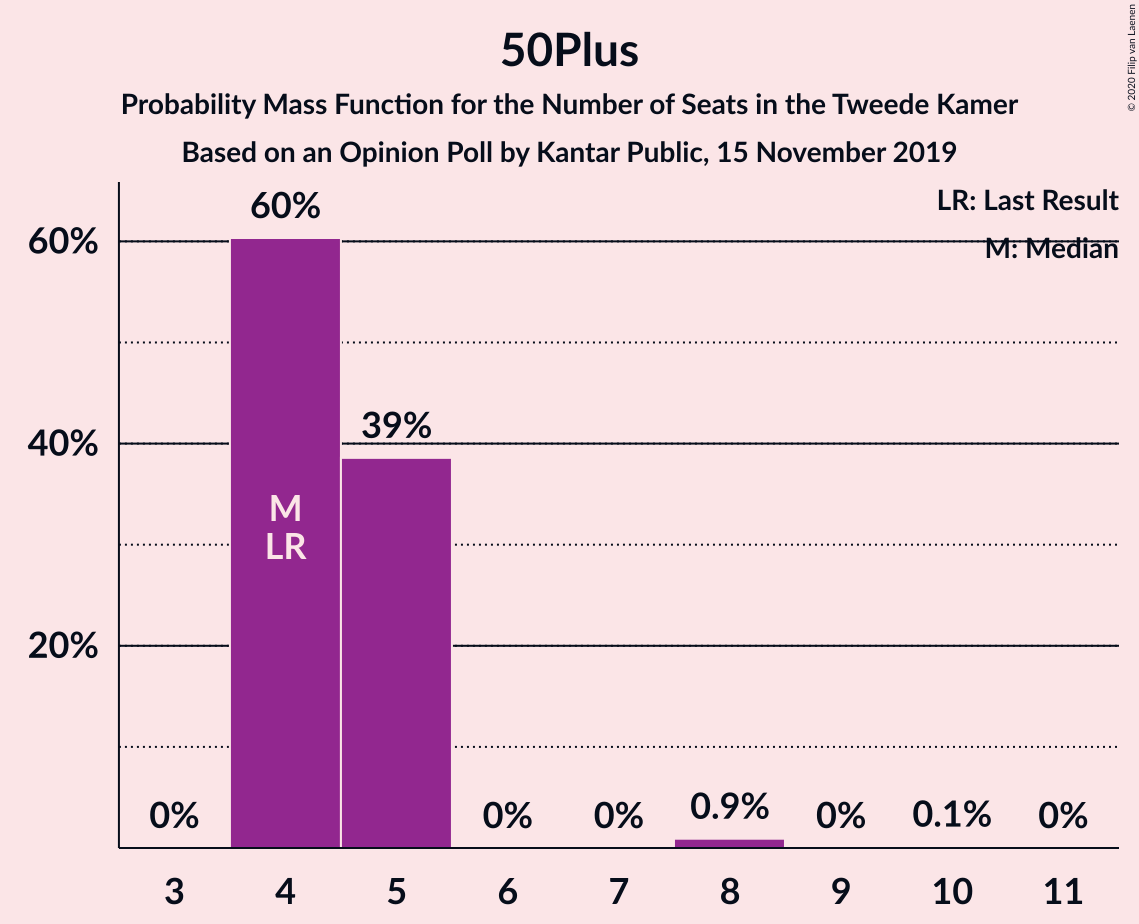 50Plus
Probability Mass Function for the Number of Seats in the Tweede Kamer
Based on an Opinion Poll by Kantar Public, 15 November 2019
© 2020 Filip van Laenen
LR: Last Result
M: Median
60%
40%
20%
0%
60%
39%
0%
0%
0.9%
0%
0.1%
0%
M
LR
3
4
5
6
7
8
9
10
11